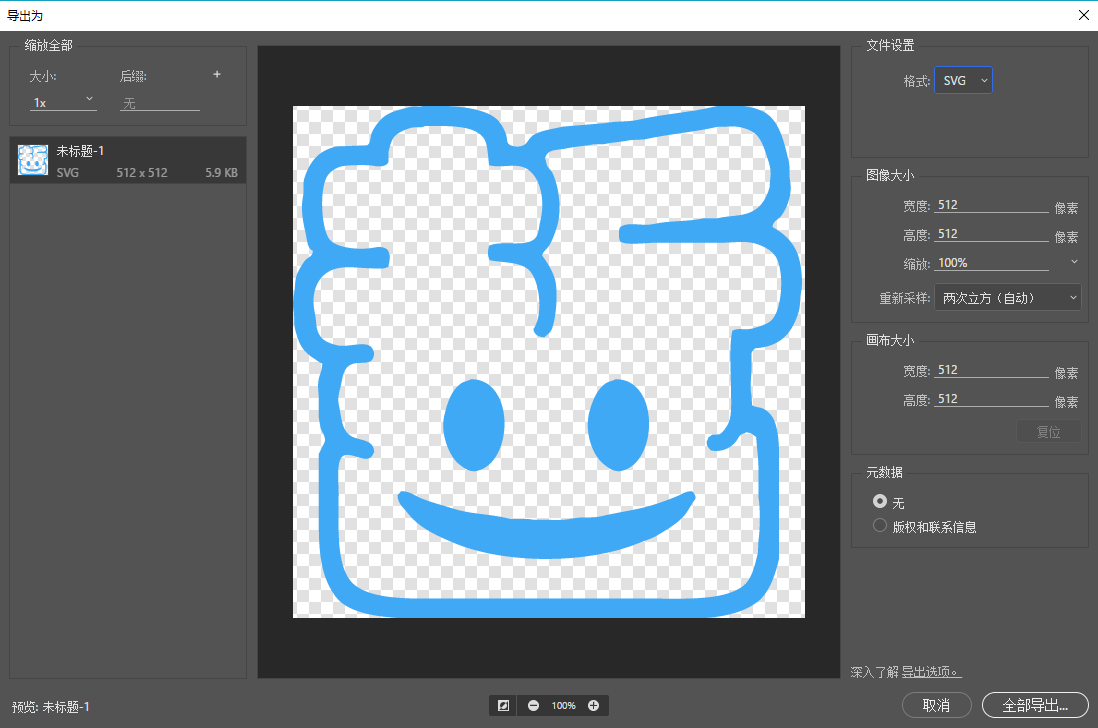 导出为
缩放全部
大小: 后缀: +
1x 无
未标题-1
SVG 512 x 512 5.9 KB
文件设置
格式: SVG
图像大小
宽度: 512 像素
高度: 512 像素
缩放: 100%
重新采样: 两次立方（自动）
画布大小
宽度: 512 像素
高度: 512 像素
复位
元数据
无
版权和联系信息
深入了解 导出选项。
预览: 未标题-1
100%
取消 全部导出...